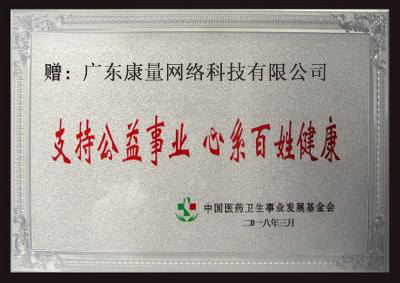 赠：广东康量网络科技有限公司
支持公益事业 心系百姓健康
中国医药卫生事业发展基金会
二〇一八年三月